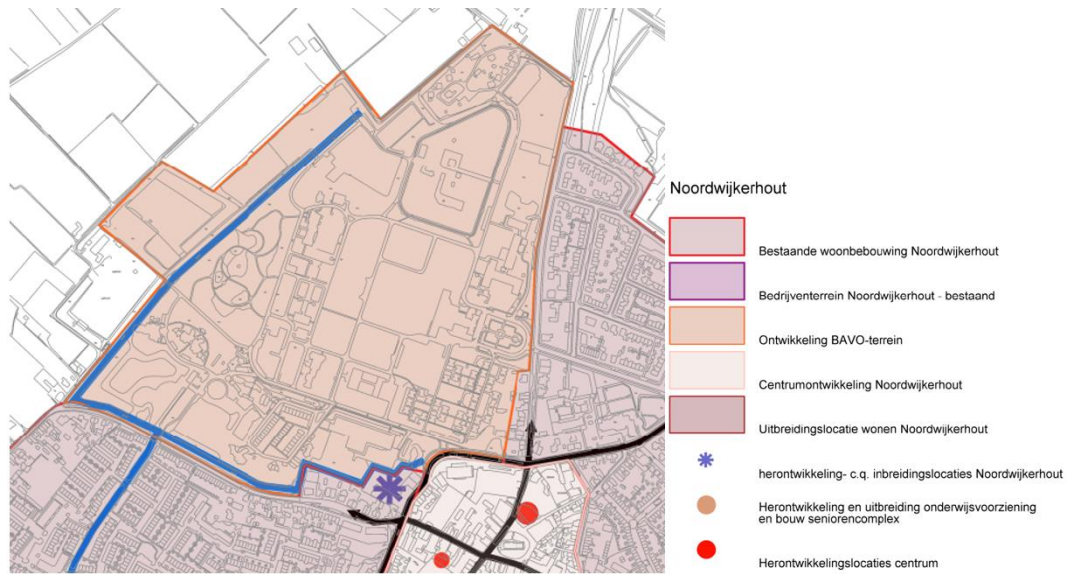 Noordwijkerhout
Bestaande woonbebouwing Noordwijkerhout
Bedrijventerrein Noordwijkerhout - bestaand
Ontwikkeling BAVO-terrein
Centrumontwikkeling Noordwijkerhout
Uitbreidingslocatie wonen Noordwijkerhout
herontwikkeling- c.q. inbreidingslocaties Noordwijkerhout
Herontwikkeling en uitbreiding onderwijsvoorziening
en bouw seniorencomplex
Herontwikkelingslocaties centrum